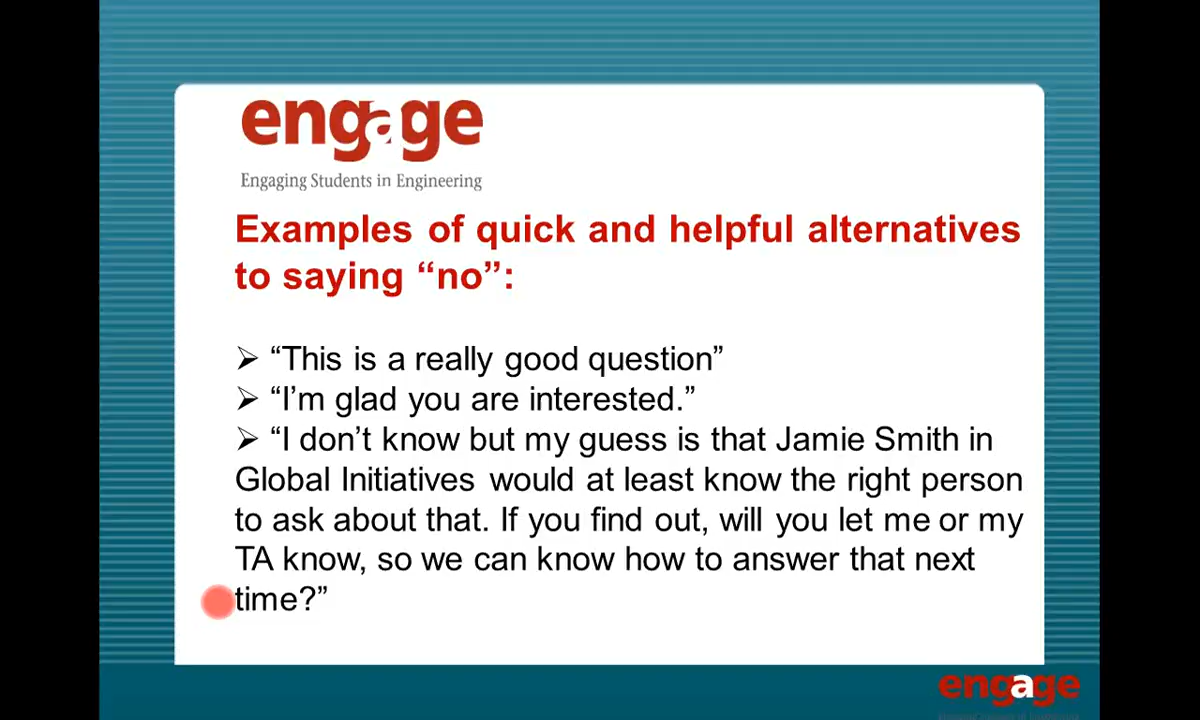 engage
Engaging Students in Engineering
Examples of quick and helpful alternatives
to saying “no”:
➢ “This is a really good question”
➢ “I’m glad you are interested.”
➢ “I don’t know but my guess is that Jamie Smith in
Global Initiatives would at least know the right person
to ask about that. If you find out, will you let me or my
TA know, so we can know how to answer that next
time?”
engage